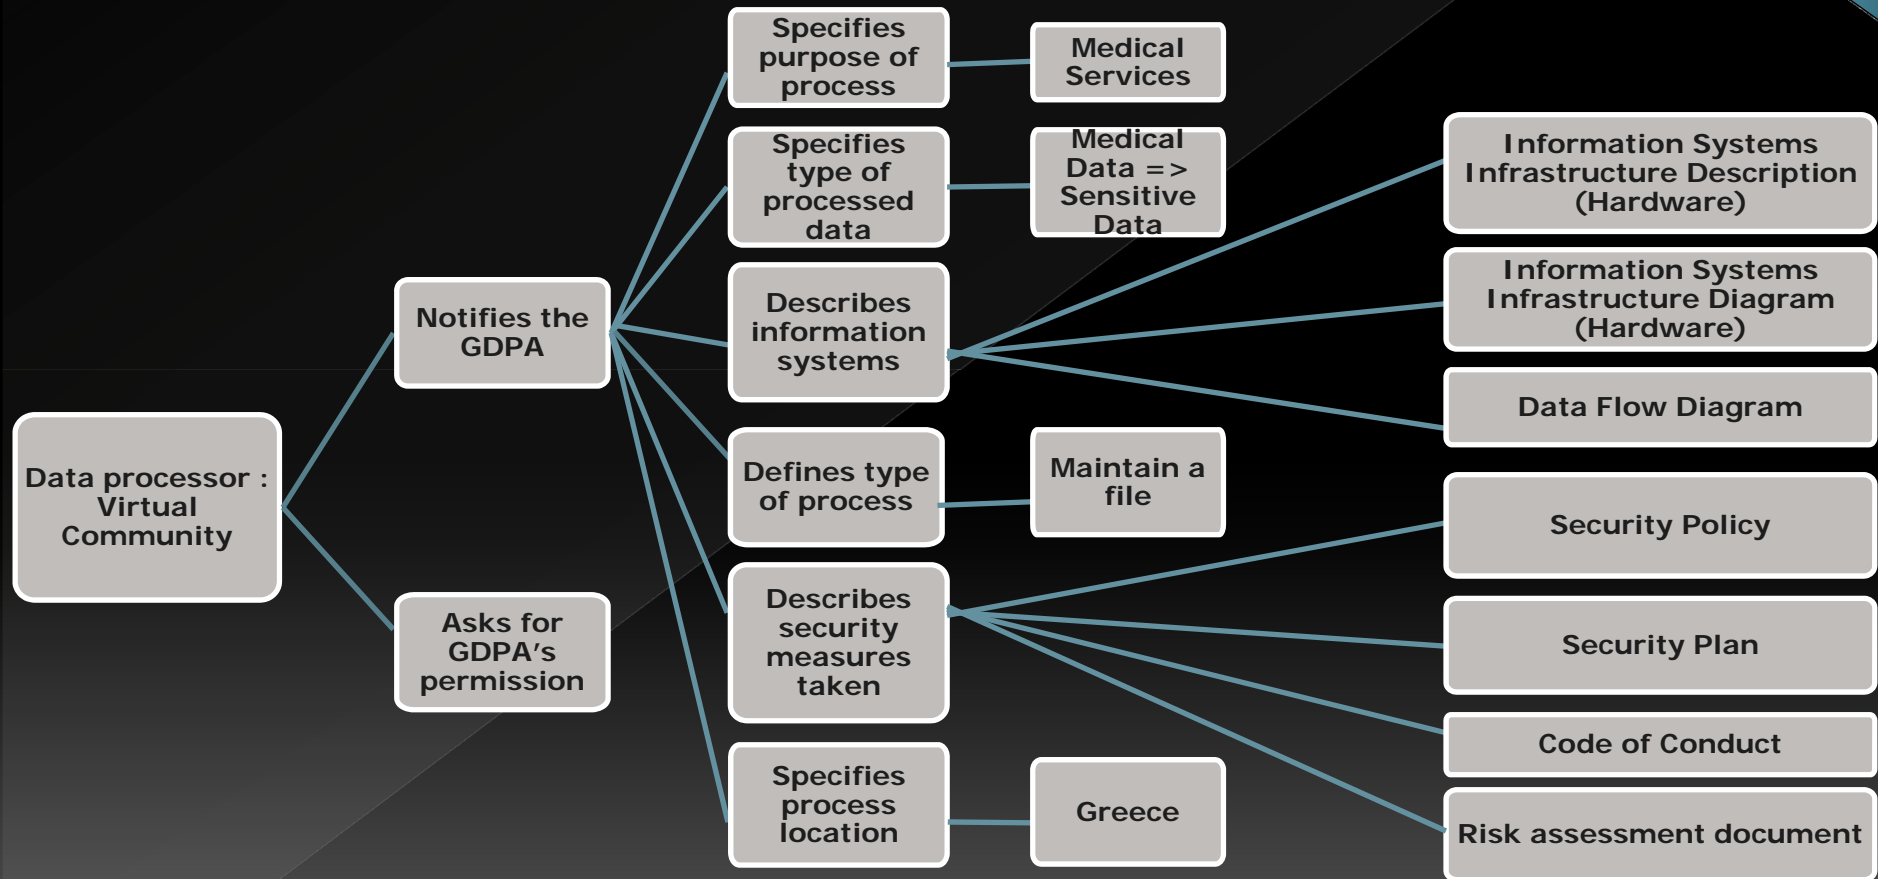 Data processor :
Virtual
Community
Notifies the
GDPA
Asks for
GDPA’s
permission
Specifies
purpose of
process
Medical
Services
Specifies
type of
processed
data
Medical
Data =>
Sensitive
Data
Describes
information
systems
Information Systems
Infrastructure Description
(Hardware)
Information Systems
Infrastructure Diagram
(Hardware)
Data Flow Diagram
Defines type
of process
Maintain a
file
Describes
security
measures
taken
Security Policy
Security Plan
Code of Conduct
Risk assessment document
Specifies
process
location
Greece